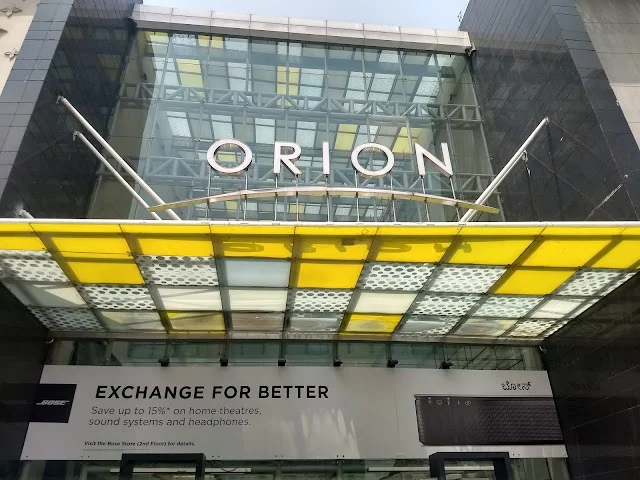 ORION
BOSE
EXCHANGE FOR BETTER
Save up to 15%* on home theatres,
sound systems and headphones.
Visit the Bose Store (2nd Floor) for details.
ಬೋಸ್